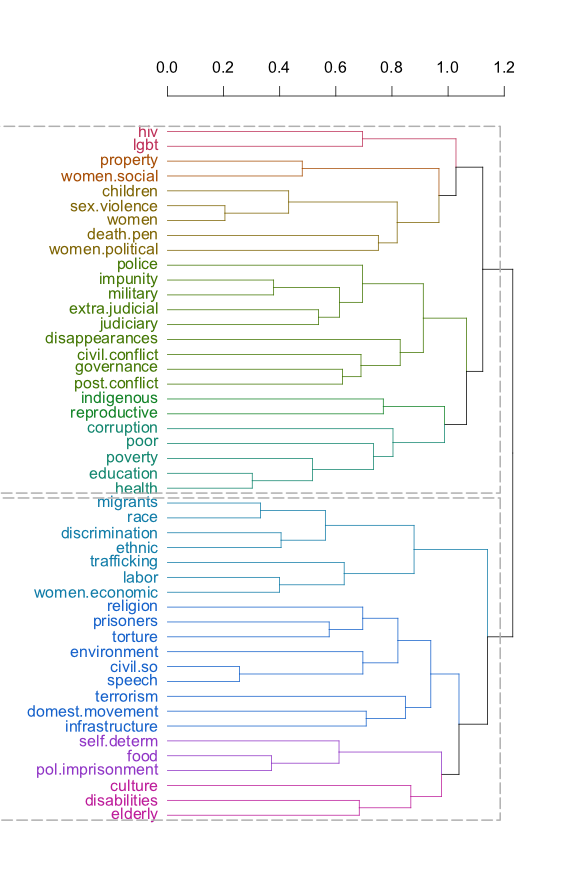 0.0 0.2 0.4 0.6 0.8 1.0 1.2
hiv
lgbt
property
women.social
children
sex.violence
women
death.pen
women.political
police
impunity
military
extra.judicial
judiciary
disappearances
civil.conflict
governance
post.conflict
indigenous
reproductive
corruption
poor
poverty
education
health
migrants
race
discrimination
ethnic
trafficking
labor
women.economic
religion
prisoners
torture
environment
civil.so
speech
terrorism
domest.movement
infrastructure
self.determ
food
pol.imprisonment
culture
disabilities
elderly